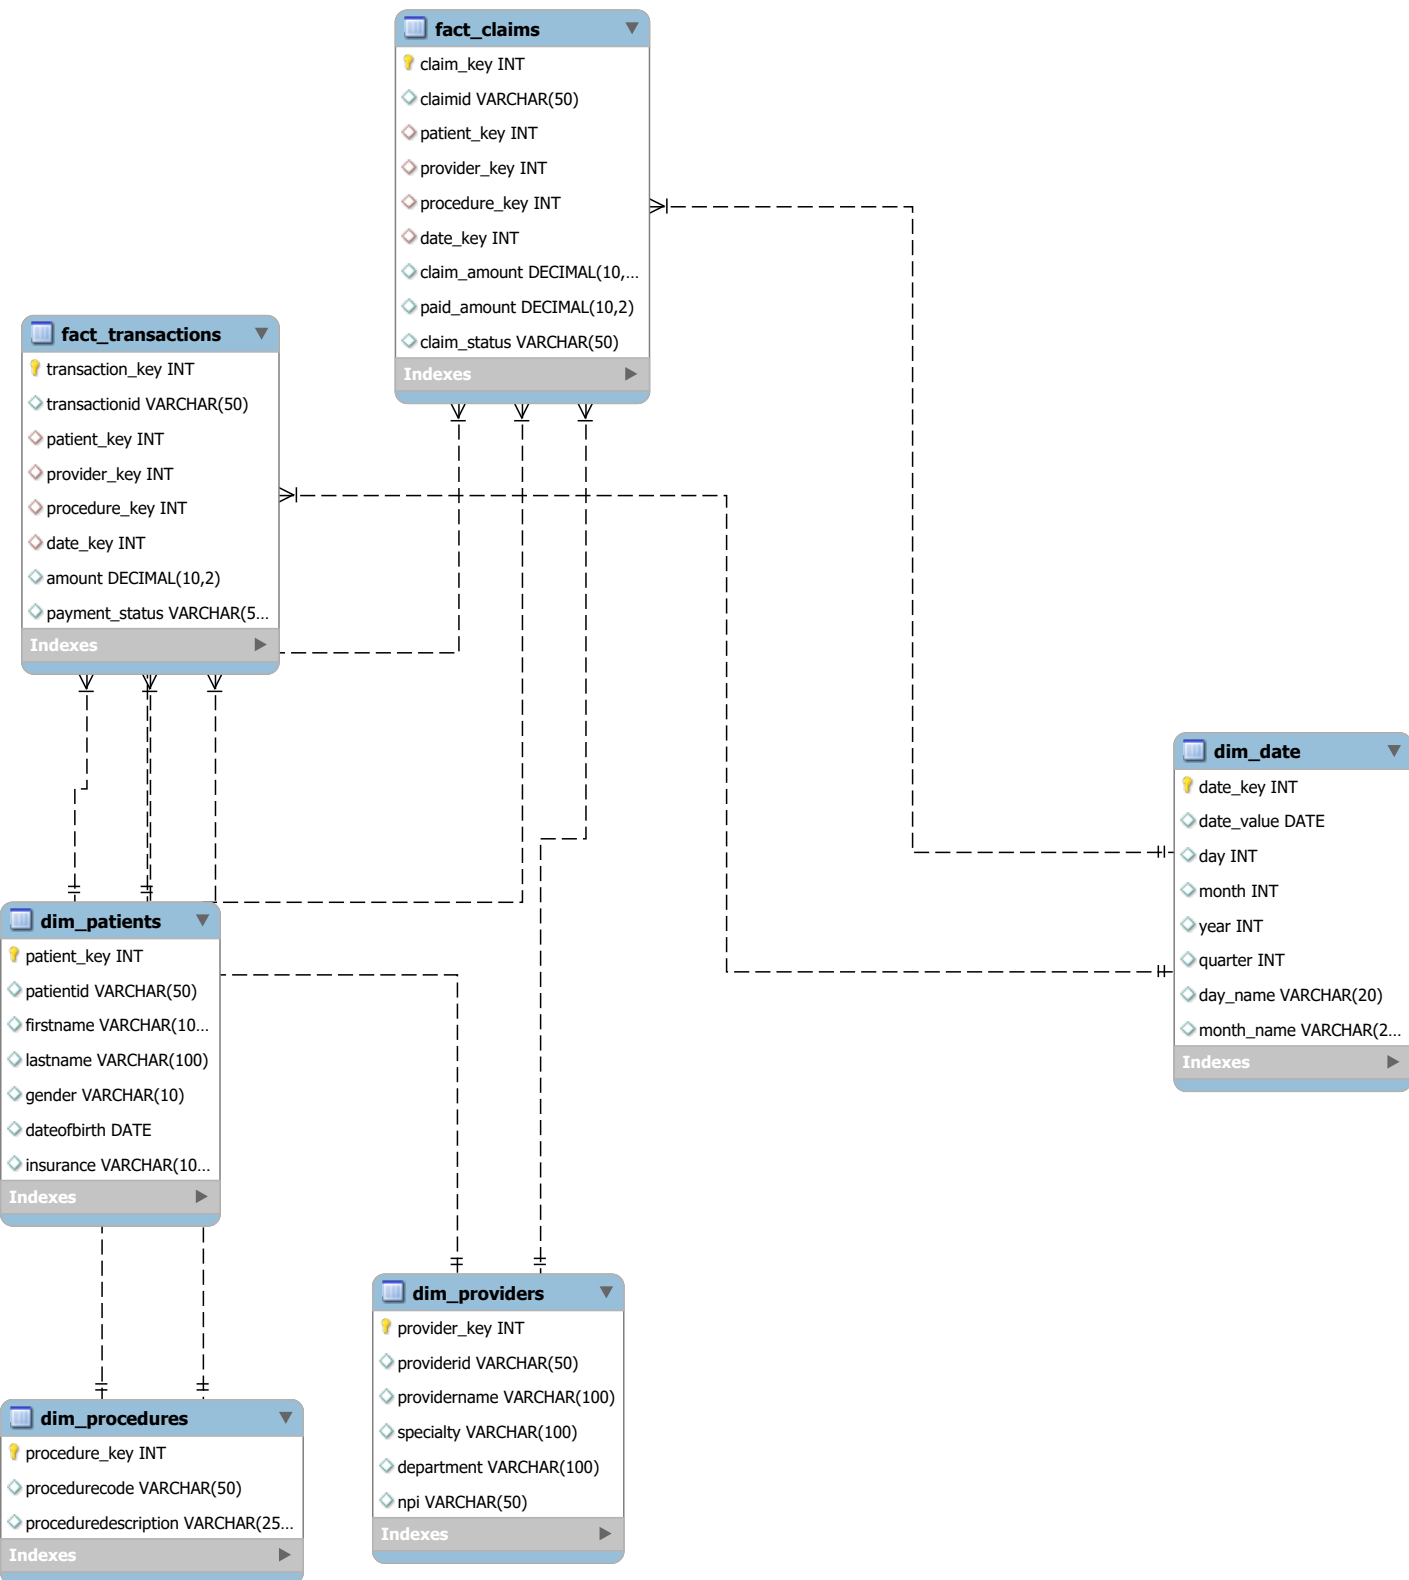 fact_claims
claim_key INT
claimid VARCHAR(50)
patient_key INT
provider_key INT
procedure_key INT
date_key INT
claim_amount DECIMAL(10,...
paid_amount DECIMAL(10,2)
claim_status VARCHAR(50)
Indexes
fact_transactions
transaction_key INT
transactionid VARCHAR(50)
patient_key INT
provider_key INT
procedure_key INT
date_key INT
amount DECIMAL(10,2)
payment_status VARCHAR(5...
Indexes
dim_date
date_key INT
date_value DATE
day INT
month INT
year INT
quarter INT
day_name VARCHAR(20)
month_name VARCHAR(2...
Indexes
dim_patients
patient_key INT
patientid VARCHAR(50)
firstname VARCHAR(10...
lastname VARCHAR(100)
gender VARCHAR(10)
dateofbirth DATE
insurance VARCHAR(10...
Indexes
dim_providers
provider_key INT
providerid VARCHAR(50)
providername VARCHAR(100)
specialty VARCHAR(100)
department VARCHAR(100)
npi VARCHAR(50)
Indexes
dim_procedures
procedure_key INT
procedurecode VARCHAR(50)
proceduredescription VARCHAR(25...
Indexes